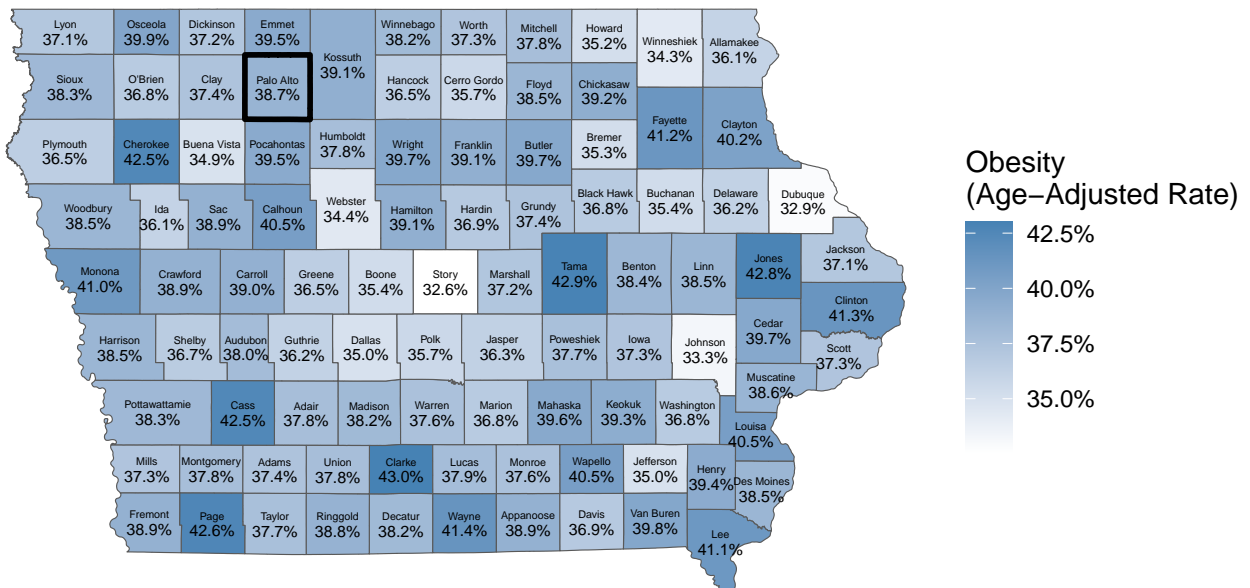 Lyon
37.1%
Osceola
39.9%
Dickinson
37.2%
Emmet
39.5%
Kossuth
39.1%
Winnebago
38.2%
Worth
37.3%
Mitchell
37.8%
Howard
35.2%
Winneshiek
34.3%
Allamakee
36.1%
Sioux
38.3%
O'Brien
36.8%
Clay
37.4%
Palo Alto
38.7%
Hancock
36.5%
Cerro Gordo
35.7%
Floyd
38.5%
Chickasaw
39.2%
Fayette
41.2%
Clayton
40.2%
Plymouth
36.5%
Cherokee
42.5%
Buena Vista
34.9%
Pocahontas
39.5%
Humboldt
37.8%
Wright
39.7%
Franklin
39.1%
Butler
39.7%
Bremer
35.3%
Woodbury
38.5%
Ida
36.1%
Sac
38.9%
Calhoun
40.5%
Webster
34.4%
Hamilton
39.1%
Hardin
36.9%
Grundy
37.4%
Black Hawk
36.8%
Buchanan
35.4%
Delaware
36.2%
Dubuque
32.9%
Monona
41.0%
Crawford
38.9%
Carroll
39.0%
Greene
36.5%
Boone
35.4%
Story
32.6%
Marshall
37.2%
Tama
42.9%
Benton
38.4%
Linn
38.5%
Jones
42.8%
Jackson
37.1%
Clinton
41.3%
Harrison
38.5%
Shelby
36.7%
Audubon
38.0%
Guthrie
36.2%
Dallas
35.0%
Polk
35.7%
Jasper
36.3%
Poweshiek
37.7%
Iowa
37.3%
Johnson
33.3%
Cedar
39.7%
Scott
37.3%
Muscatine
38.6%
Pottawattamie
38.3%
Cass
42.5%
Adair
37.8%
Madison
38.2%
Warren
37.6%
Marion
36.8%
Mahaska
39.6%
Keokuk
39.3%
Washington
36.8%
Louisa
40.5%
Mills
37.3%
Montgomery
37.8%
Adams
37.4%
Union
37.8%
Clarke
43.0%
Lucas
37.9%
Monroe
37.6%
Wapello
40.5%
Jefferson
35.0%
Henry
39.4%
Des Moines
38.5%
Fremont
38.9%
Page
42.6%
Taylor
37.7%
Ringgold
38.8%
Decatur
38.2%
Wayne
41.4%
Appanoose
38.9%
Davis
36.9%
Van Buren
39.8%
Lee
41.1%
Obesity
(Age−Adjusted Rate)
42.5%
40.0%
37.5%
35.0%